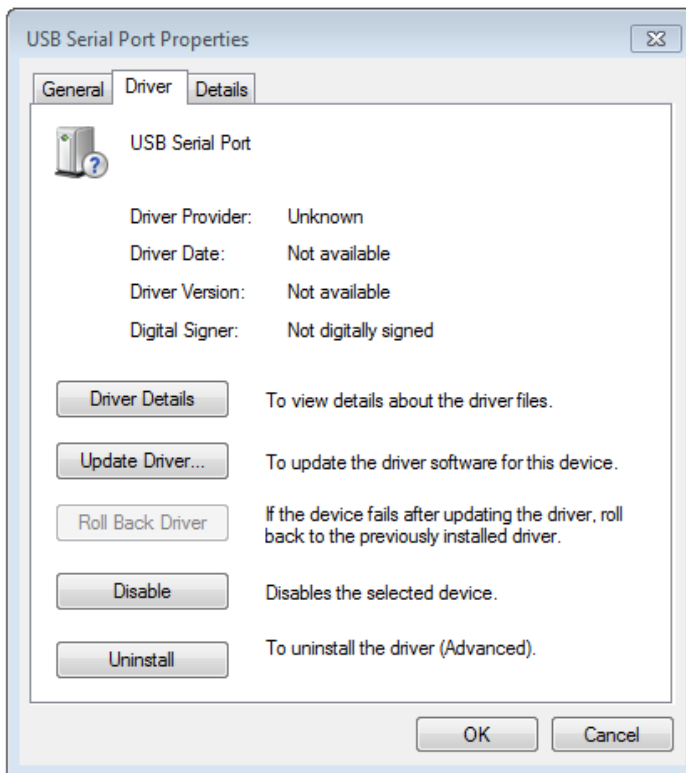 USB Serial Port Properties
General Driver Details
USB Serial Port
Driver Provider: Unknown
Driver Date: Not available
Driver Version: Not available
Digital Signer: Not digitally signed
Driver Details To view details about the driver files.
Update Driver... To update the driver software for this device.
Roll Back Driver If the device fails after updating the driver, roll
back to the previously installed driver.
Disable Disables the selected device.
Uninstall To uninstall the driver (Advanced).
OK Cancel